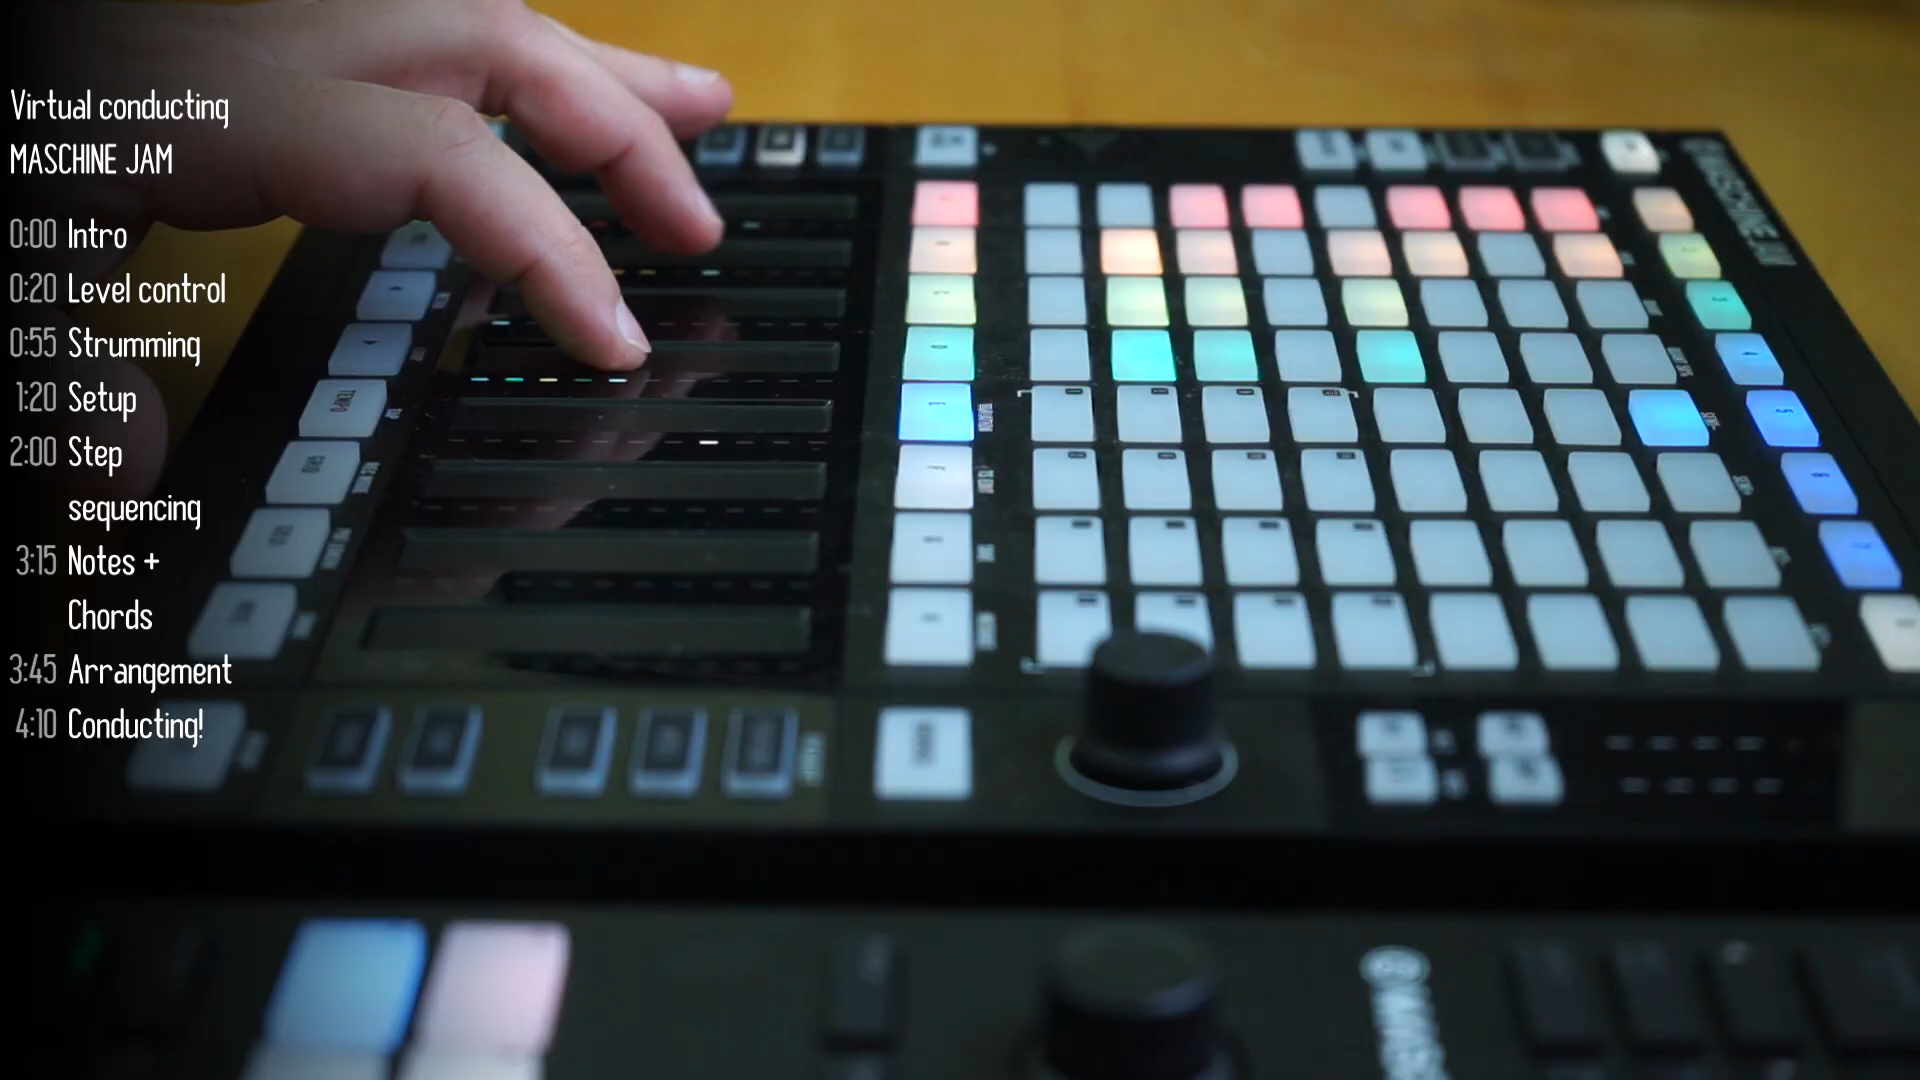 Virtual conducting
MASCHINE JAM
0:00 Intro
0:20 Level control
0:55 Strumming
1:20 Setup
2:00 Step
sequencing
3:15 Notes +
Chords
3:45 Arrangement
4:10 Conducting!
TEMPO